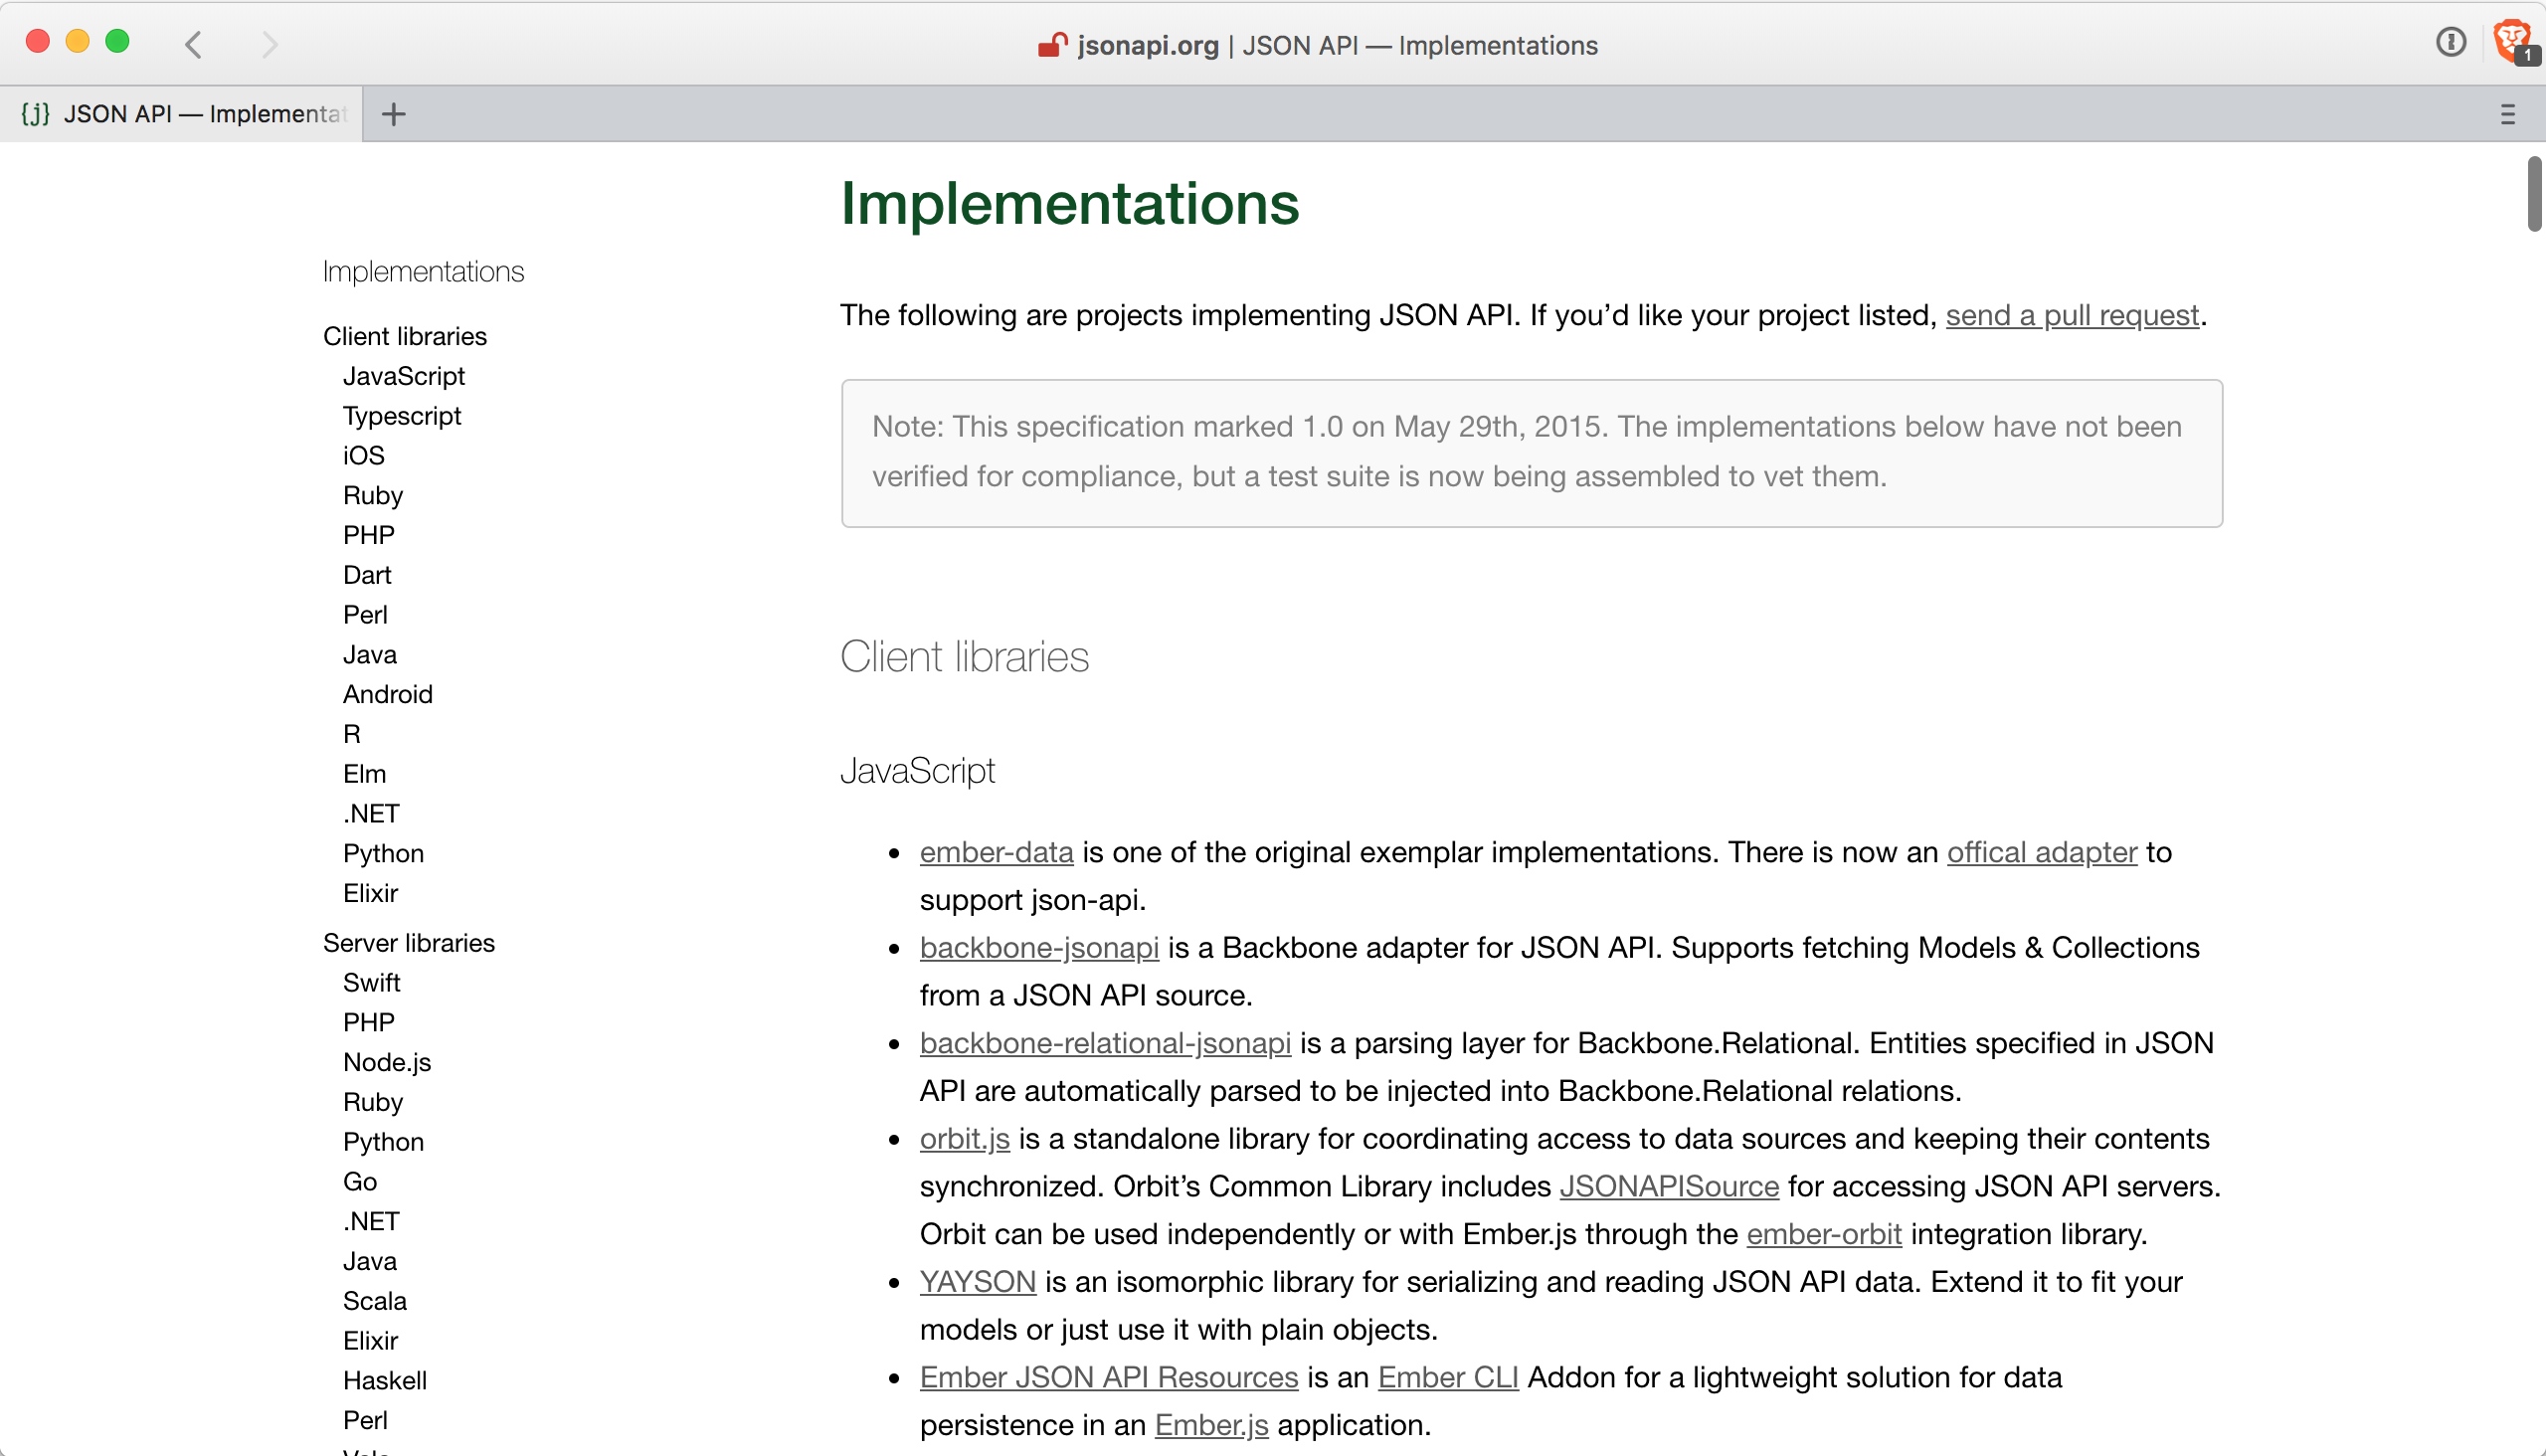 jsonapi.org | JSON API — Implementations
1
{j} JSON API — Implementat
Implementations
Client libraries
JavaScript
Typescript
iOS
Ruby
PHP
Dart
Perl
Java
Android
R
Elm
.NET
Python
Elixir
Server libraries
Swift
PHP
Node.js
Ruby
Python
Go
.NET
Java
Scala
Elixir
Haskell
Perl
Implementations
The following are projects implementing JSON API. If you’d like your project listed, send a pull request.
Note: This specification marked 1.0 on May 29th, 2015. The implementations below have not been
verified for compliance, but a test suite is now being assembled to vet them.
Client libraries
JavaScript
• ember-data is one of the original exemplar implementations. There is now an offical adapter to
support json-api.
• backbone-jsonapi is a Backbone adapter for JSON API. Supports fetching Models & Collections
from a JSON API source.
• backbone-relational-jsonapi is a parsing layer for Backbone.Relational. Entities specified in JSON
API are automatically parsed to be injected into Backbone.Relational relations.
• orbit.js is a standalone library for coordinating access to data sources and keeping their contents
synchronized. Orbit’s Common Library includes JSONAPISource for accessing JSON API servers.
Orbit can be used independently or with Ember.js through the ember-orbit integration library.
• YAYSON is an isomorphic library for serializing and reading JSON API data. Extend it to fit your
models or just use it with plain objects.
• Ember JSON API Resources is an Ember CLI Addon for a lightweight solution for data
persistence in an Ember.js application.